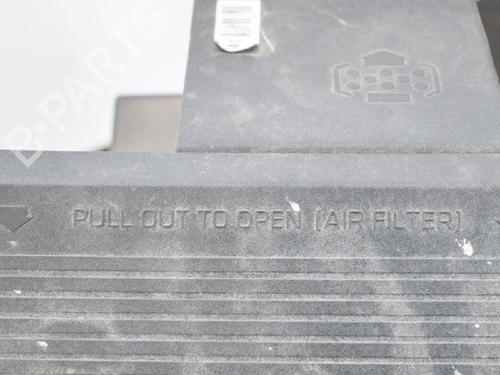 B-PARTS
PULL OUT TO OPEN (AIR FILTER)